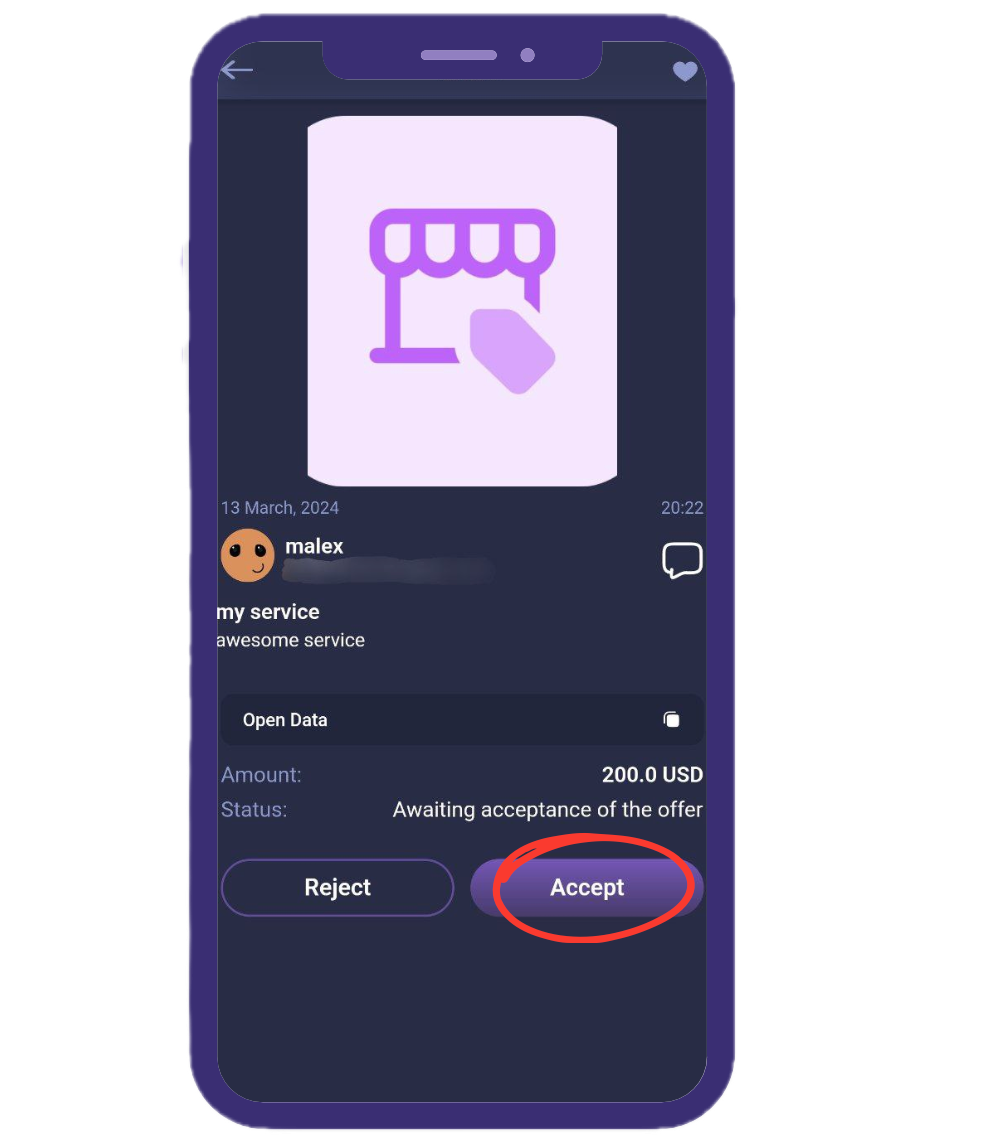 13 March, 2024 20:22
malex
my service
awesome service
Open Data
Amount: 200.0 USD
Status: Awaiting acceptance of the offer
Reject Accept